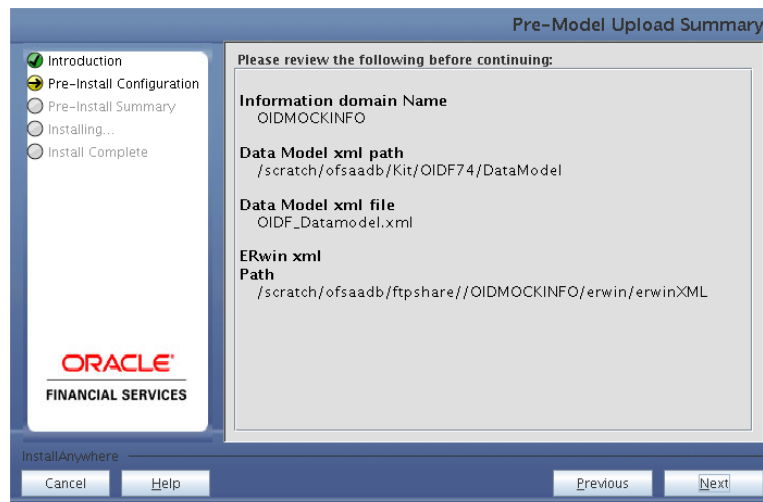 Pre-Model Upload Summary
Introduction
Pre-Install Configuration
Pre-Install Summary
Installing...
Install Complete
ORACLE
FINANCIAL SERVICES
Please review the following before continuing:
Information domain Name
OIDMOCKINFO
Data Model xml path
/scratch/ofsaadb/Kit/OIDF74/DataModel
Data Model xml file
OIDF_Datamodel.xml
ERwin xml
Path
/scratch/ofsaadb/ftpshare//OIDMOCKINFO/erwin/erwinXML
InstallAnywhere
Cancel
Help
Previous
Next